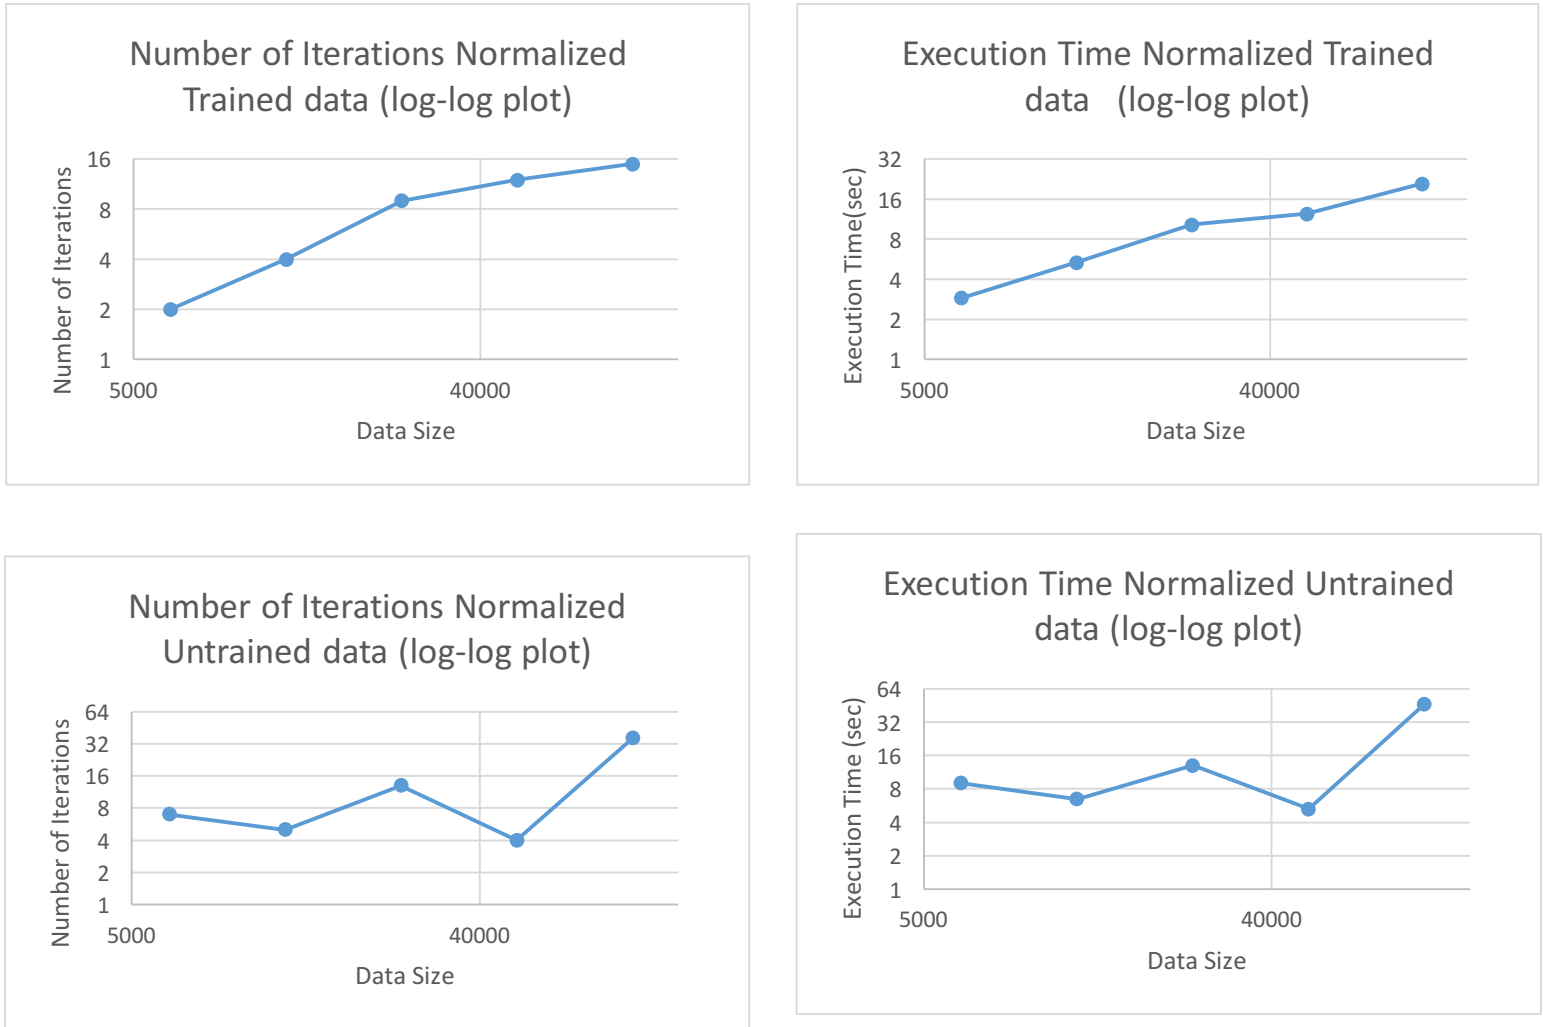 Number of Iterations Normalized
Trained data (log-log plot)
Number of Iterations
16
8
4
2
1
5000
40000
Data Size
Execution Time Normalized Trained
data (log-log plot)
Execution Time(sec)
32
16
8
4
2
1
5000
40000
Data Size
Number of Iterations Normalized
Untrained data (log-log plot)
Number of Iterations
64
32
16
8
4
2
1
5000
40000
Data Size
Execution Time Normalized Untrained
data (log-log plot)
Execution Time (sec)
64
32
16
8
4
2
1
5000
40000
Data Size